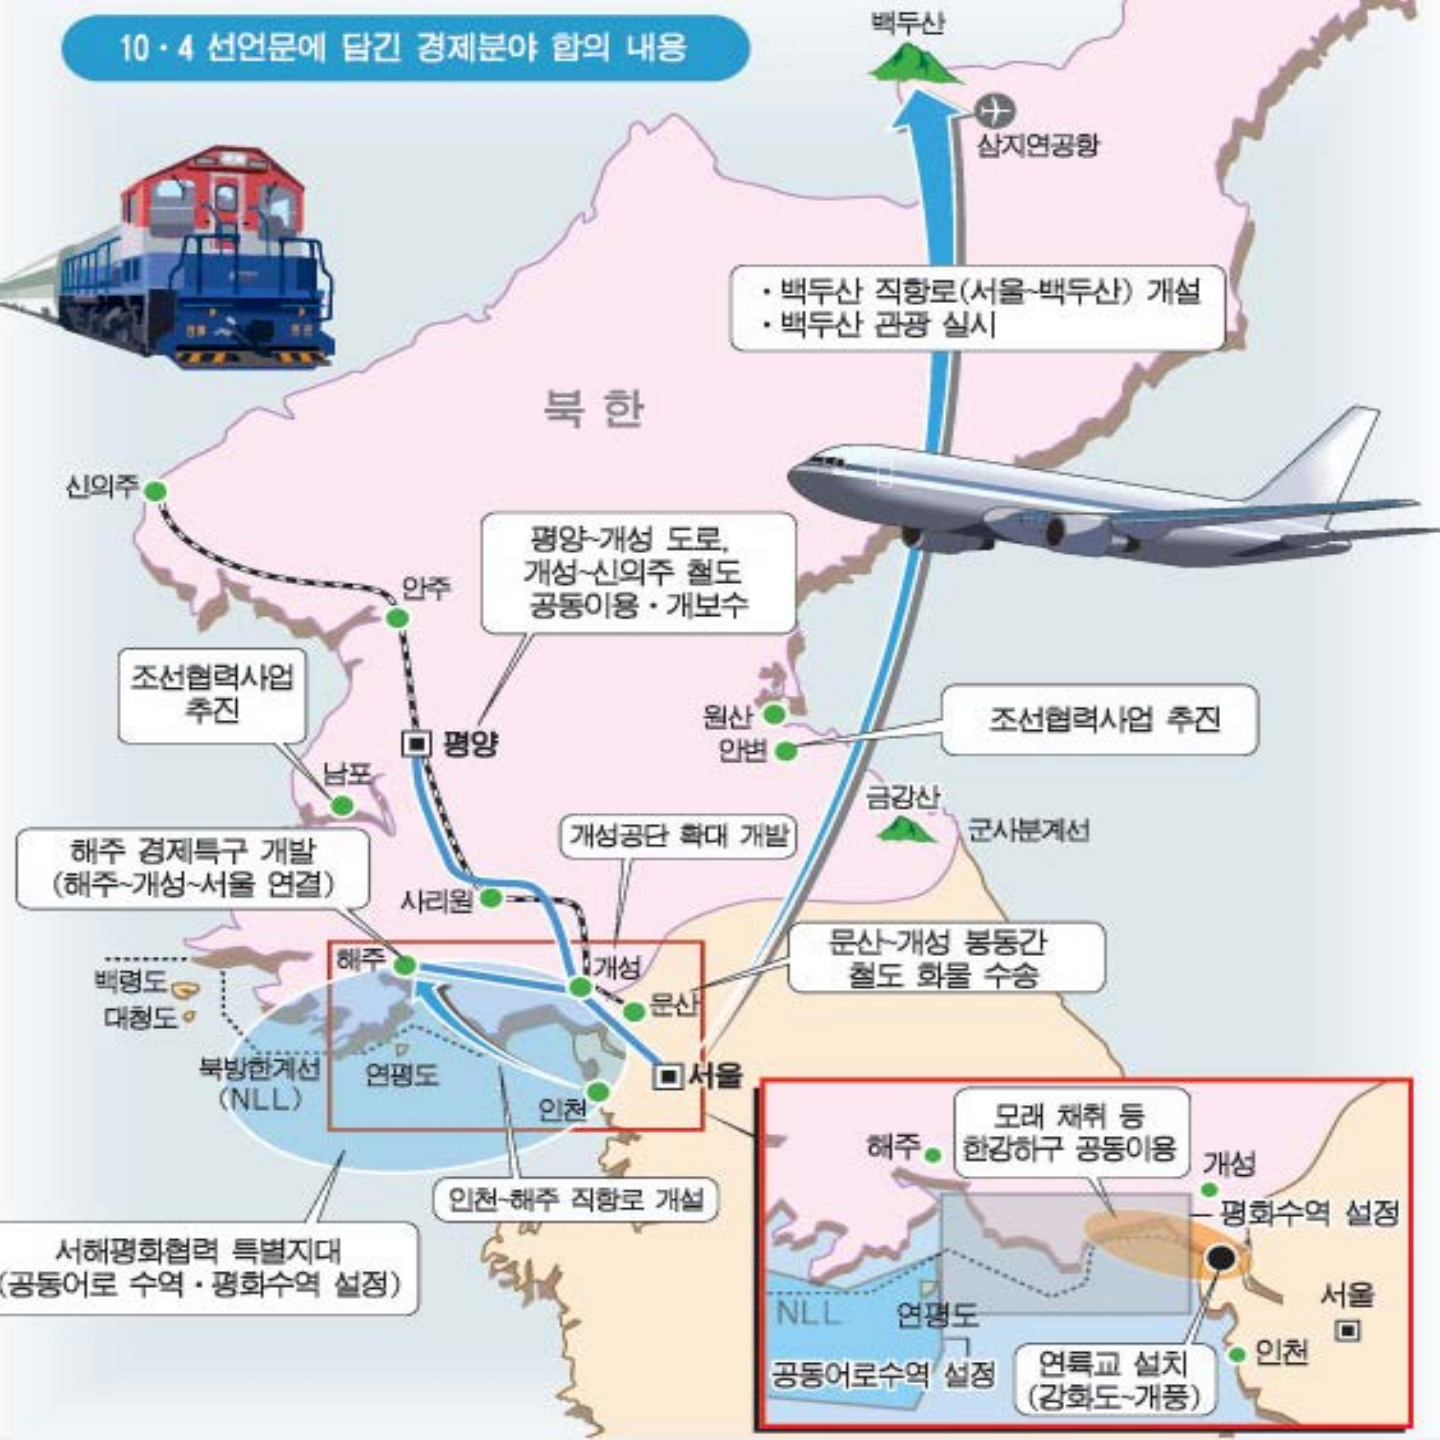 10·4 선언문에 담긴 경제분야 합의 내용
백두산
삼지연공항
·백두산 직항로(서울~백두산) 개설
·백두산 관광 실시
북한
신의주
안주
평양~개성 도로,
개성~신의주 철도
공동이용·개보수
조선협력사업
추진
평양
남포
원산
안변
조선협력사업 추진
금강산
군사분계선
개성공단 확대 개발
해주 경제특구 개발
(해주~개성~서울 연결)
사리원
문산~개성 봉동간
철도 화물 수송
해주
개성
문산
백령도
대청도
북방한계선
(NLL)
연평도
서울
인천
인천~해주 직항로 개설
서해평화협력 특별지대
(공동어로 수역·평화수역 설정)
모래 채취 등
한강하구 공동이용
해주
개성
평화수역 설정
NLL
연평도
서울
인천
공동어로수역 설정
연륙교 설치
(강화도~개풍)